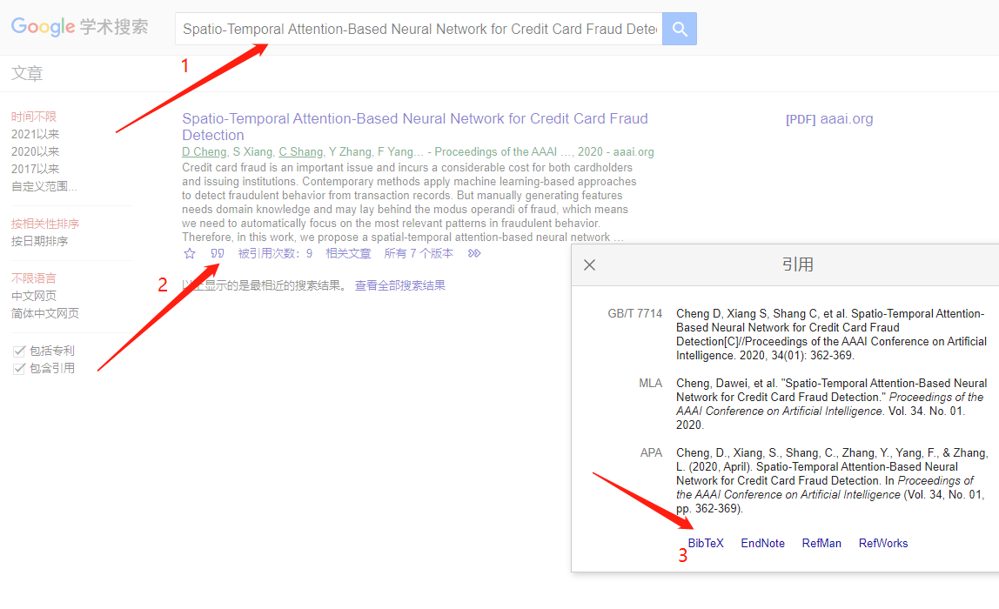 Google 学术搜索
Spatio-Temporal Attention-Based Neural Network for Credit Card Fraud Dete
1
文章
时间不限
2021以来
2020以来
2017以来
自定义范围...
按相关性排序
按日期排序
不限语言
中文网页
简体中文网页
包括专利
包含引用
Spatio-Temporal Attention-Based Neural Network for Credit Card Fraud
Detection
[PDF] aaai.org
D Cheng, S Xiang, C Shang, Y Zhang, F Yang… - Proceedings of the AAAI …, 2020 - aaai.org
Credit card fraud is an important issue and incurs a considerable cost for both cardholders
and issuing institutions. Contemporary methods apply machine learning-based approaches
to detect fraudulent behavior from transaction records. But manually generating features
needs domain knowledge and may lay behind the modus operandi of fraud, which means
we need to automatically focus on the most relevant patterns in fraudulent behavior.
Therefore, in this work, we propose a spatial-temporal attention-based neural network …
被引用次数：9 相关文章 所有 7 个版本
2
以上显示的是最相近的搜索结果。 查看全部搜索结果
引用
GB/T 7714 Cheng D, Xiang S, Shang C, et al. Spatio-Temporal Attention-
Based Neural Network for Credit Card Fraud
Detection[C]//Proceedings of the AAAI Conference on Artificial
Intelligence. 2020, 34(01): 362-369.
MLA Cheng, Dawei, et al. "Spatio-Temporal Attention-Based Neural
Network for Credit Card Fraud Detection." Proceedings of the
AAAI Conference on Artificial Intelligence. Vol. 34. No. 01.
2020.
APA Cheng, D., Xiang, S., Shang, C., Zhang, Y., Yang, F., & Zhang,
L. (2020, April). Spatio-Temporal Attention-Based Neural
Network for Credit Card Fraud Detection. In Proceedings of
the AAAI Conference on Artificial Intelligence (Vol. 34, No. 01,
pp. 362-369).
BibTeX EndNote RefMan RefWorks
3